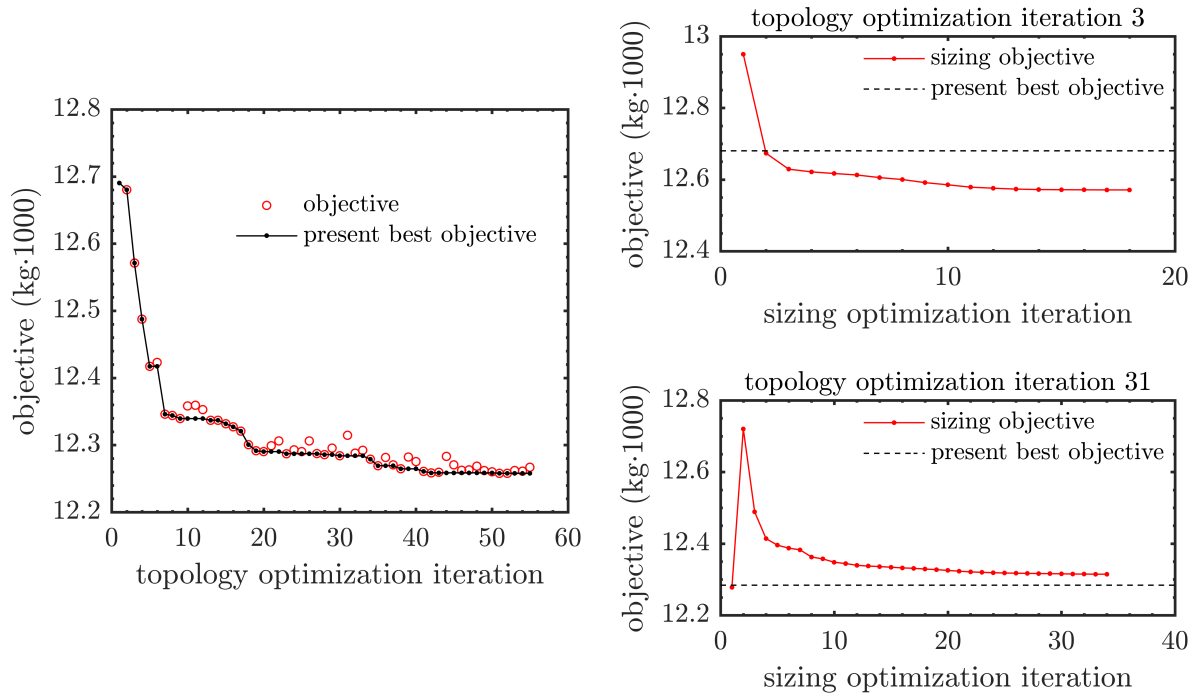 objective (kg·1000)
12.8
12.7
12.6
12.5
12.4
12.3
12.2
0 10 20 30 40 50 60
topology optimization iteration
objective
present best objective
topology optimization iteration 3
objective (kg·1000)
13
12.8
12.6
12.4
0 10 20
sizing optimization iteration
sizing objective
present best objective
topology optimization iteration 31
objective (kg·1000)
12.8
12.6
12.4
12.2
0 10 20 30 40
sizing optimization iteration
sizing objective
present best objective